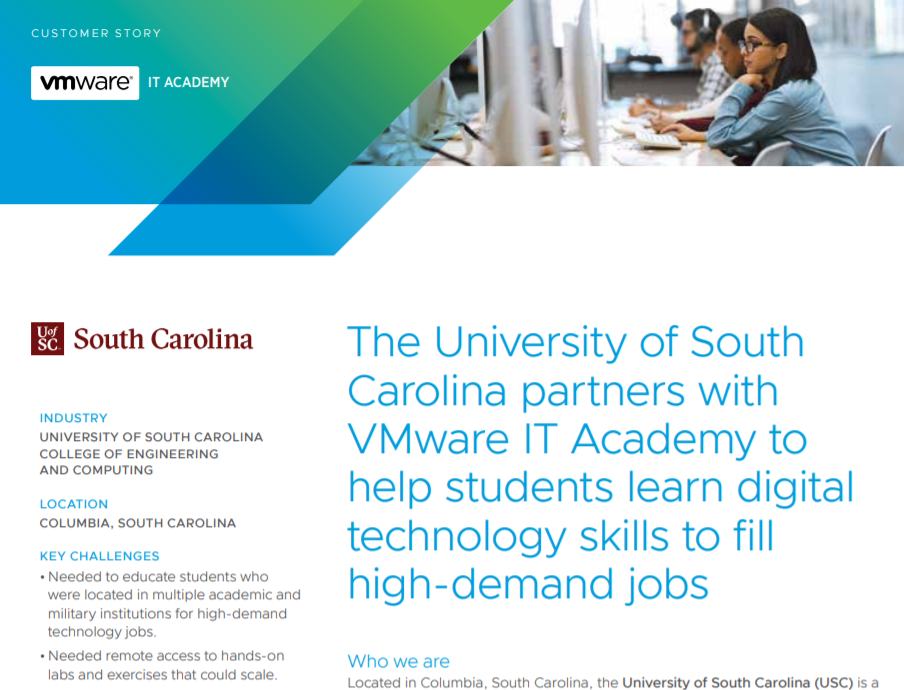 CUSTOMER STORY
vmware® IT ACADEMY
UofSC South Carolina
INDUSTRY
UNIVERSITY OF SOUTH CAROLINA
COLLEGE OF ENGINEERING
AND COMPUTING
LOCATION
COLUMBIA, SOUTH CAROLINA
KEY CHALLENGES
• Needed to educate students who
were located in multiple academic and
military institutions for high-demand
technology jobs.
• Needed remote access to hands-on
labs and exercises that could scale.
The University of South
Carolina partners with
VMware IT Academy to
help students learn digital
technology skills to fill
high-demand jobs
Who we are
Located in Columbia, South Carolina, the University of South Carolina (USC) is a